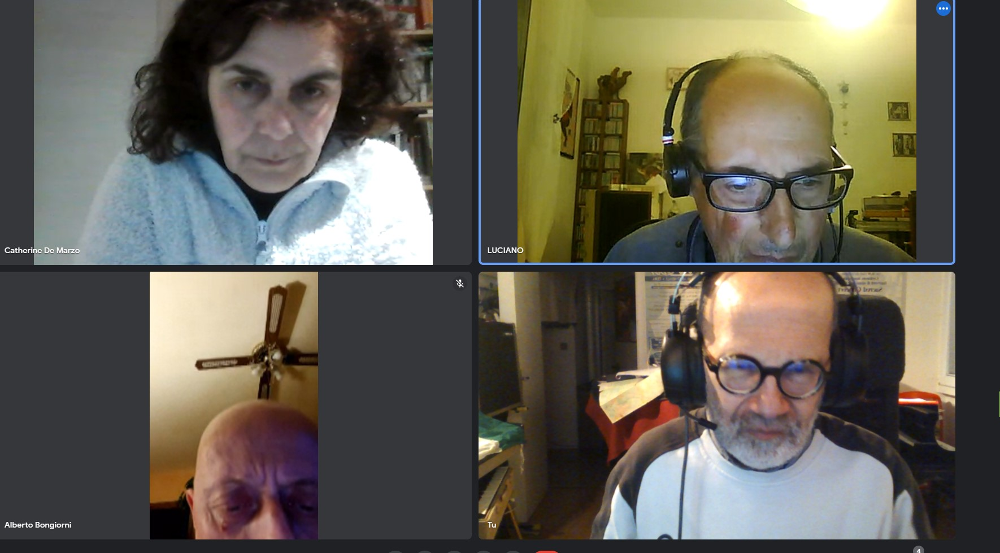 Catherine De Marzo
LUCIANO
Alberto Bongiorni
Tu
4